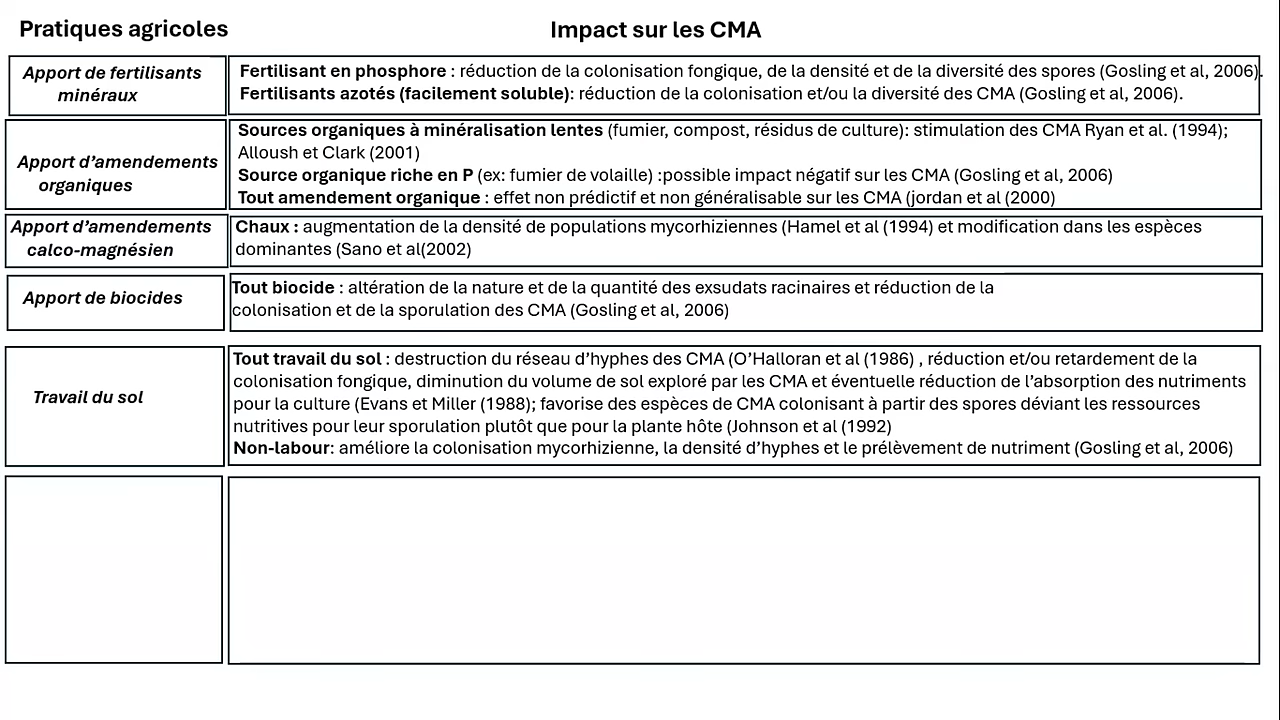 Pratiques agricoles
Impact sur les CMA
Apport de fertilisants
minéraux
Fertilisant en phosphore : réduction de la colonisation fongique, de la densité et de la diversité des spores (Gosling et al, 2006).
Fertilisants azotés (facilement soluble): réduction de la colonisation et/ou la diversité des CMA (Gosling et al, 2006).
Apport d’amendements
organiques
Sources organiques à minéralisation lentes (fumier, compost, résidus de culture): stimulation des CMA Ryan et al. (1994);
Alloush et Clark (2001)
Source organique riche en P (ex: fumier de volaille) :possible impact négatif sur les CMA (Gosling et al, 2006)
Tout amendement organique : effet non prédictif et non généralisable sur les CMA (jordan et al (2000)
Apport d’amendements
calco-magnésien
Chaux : augmentation de la densité de populations mycorhiziennes (Hamel et al (1994) et modification dans les espèces
dominantes (Sano et al(2002)
Apport de biocides
Tout biocide : altération de la nature et de la quantité des exsudats racinaires et réduction de la
colonisation et de la sporulation des CMA (Gosling et al, 2006)
Travail du sol
Tout travail du sol : destruction du réseau d’hyphes des CMA (O’Halloran et al (1986) , réduction et/ou retardement de la
colonisation fongique, diminution du volume de sol exploré par les CMA et éventuelle réduction de l’absorption des nutriments
pour la culture (Evans et Miller (1988); favorise des espèces de CMA colonisant à partir des spores déviant les ressources
nutritives pour leur sporulation plutôt que pour la plante hôte (Johnson et al (1992)
Non-labour: améliore la colonisation mycorhizienne, la densité d’hyphes et le prélèvement de nutriment (Gosling et al, 2006)